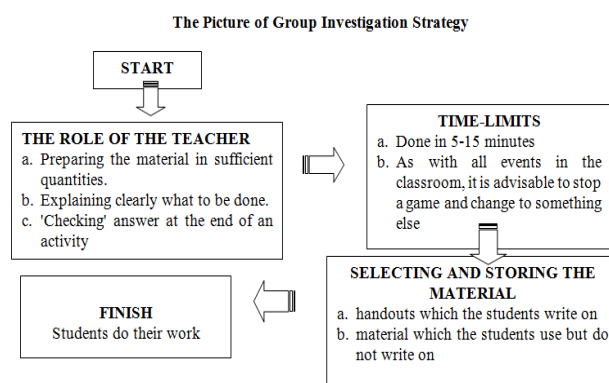 The Picture of Group Investigation Strategy
START
THE ROLE OF THE TEACHER
a. Preparing the material in sufficient
quantities.
b. Explaining clearly what to be done.
c. 'Checking' answer at the end of an
activity
TIME-LIMITS
a. Done in 5-15 minutes
b. As with all events in the
classroom, it is advisable to stop
a game and change to something
else
SELECTING AND STORING THE
MATERIAL
a. handouts which the students write on
b. material which the students use but do
not write on
FINISH
Students do their work